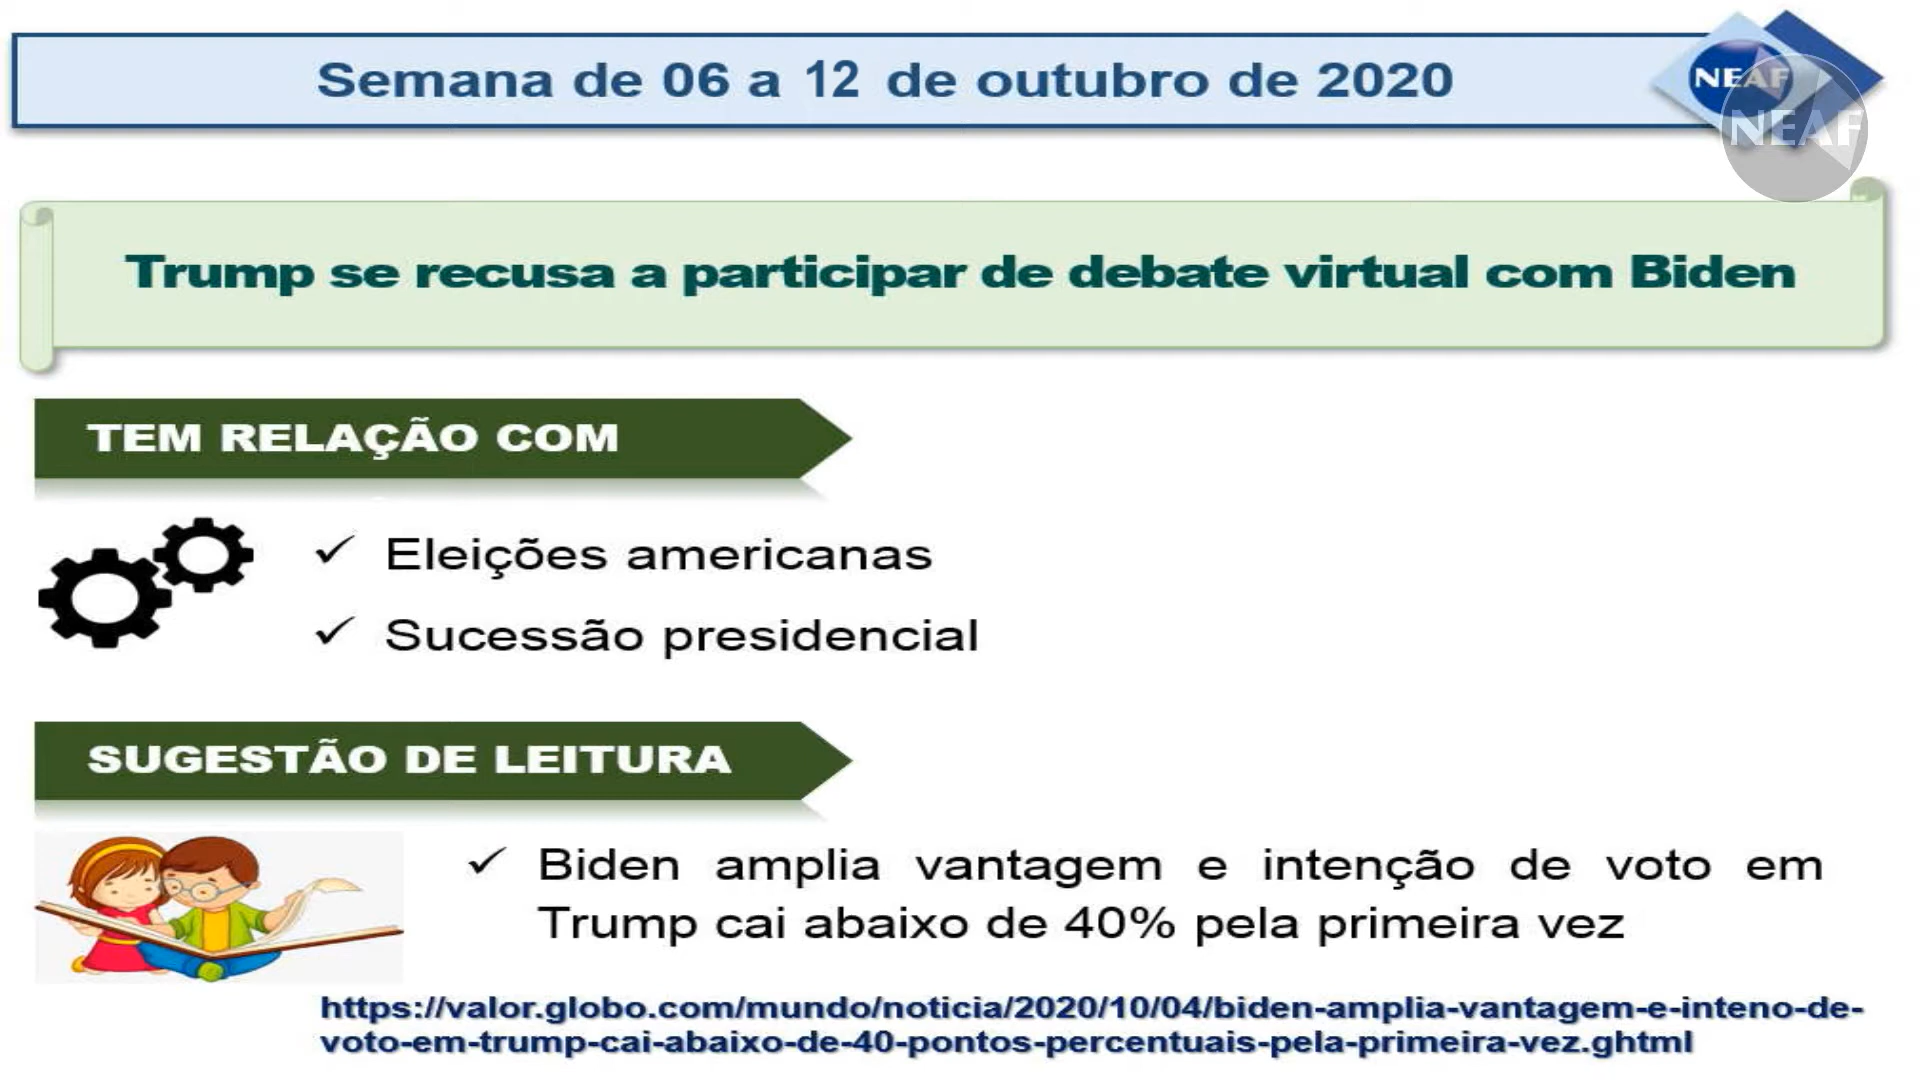 Semana de 06 a 12 de outubro de 2020
NEAF
NEAF
Trump se recusa a participar de debate virtual com Biden
TEM RELAÇÃO COM
✓ Eleições americanas
✓ Sucessão presidencial
SUGESTÃO DE LEITURA
✓ Biden amplia vantagem e intenção de voto em
Trump cai abaixo de 40% pela primeira vez
https://valor.globo.com/mundo/noticia/2020/10/04/biden-amplia-vantagem-e-inteno-de-
voto-em-trump-cai-abaixo-de-40-pontos-percentuais-pela-primeira-vez.ghtml